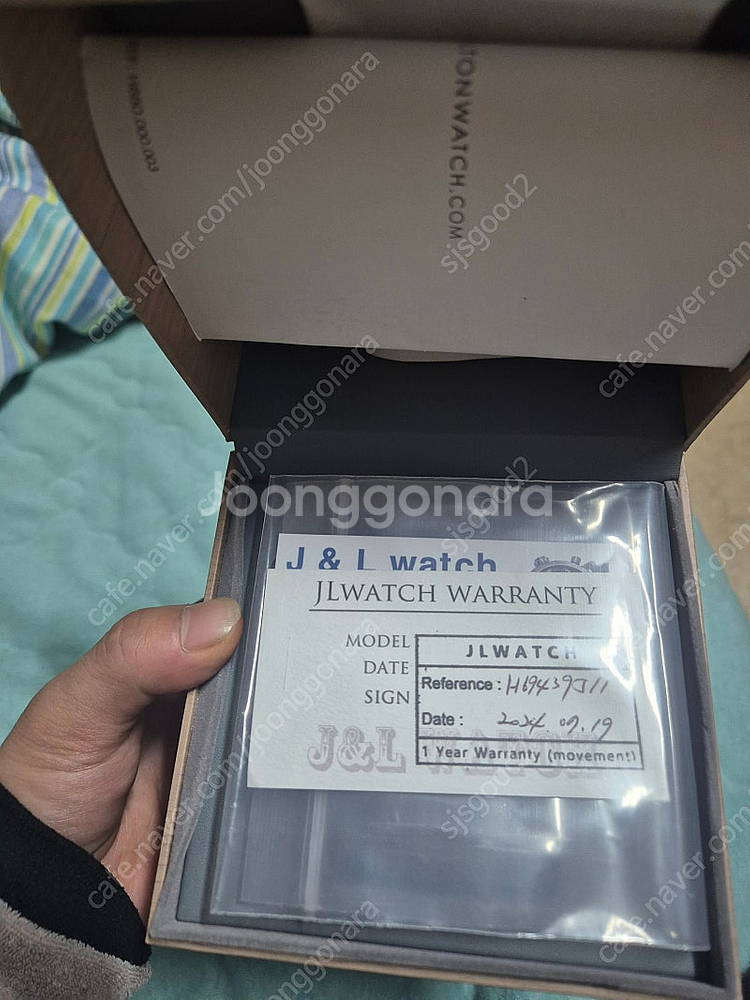 TONWATCH.COM
Joonggonara
J & L watch
JLWATCH WARRANTY
MODEL
DATE
SIGN
JLWATCH
Reference : H69439511
Date : 2024. 09. 19
1 Year Warranty (movement)
J&L WATCH
cafe.naver.com/joonggonara
sjsgood2